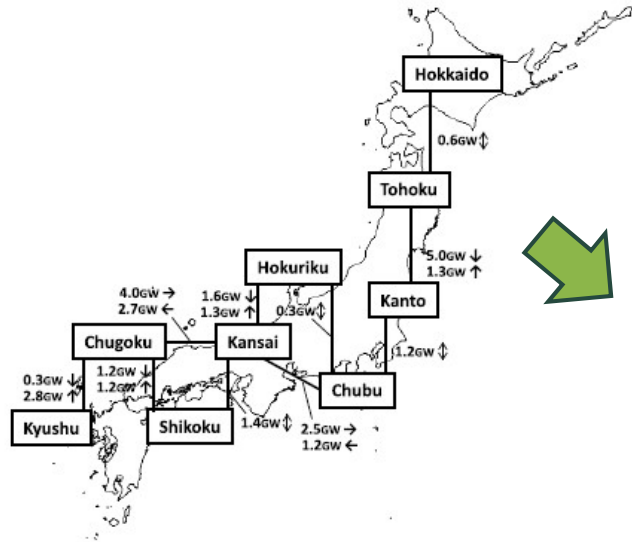 Hokkaido
0.6GW↕
Tohoku
5.0GW ↓
1.3GW ↑
Hokuriku
Kanto
4.0GW →
2.7GW ←
1.6GW ↓
1.3GW ↑
0.3GW↕
Chugoku
Kansai
1.2GW ↕
Chubu
0.3GW ↓
2.8GW ↑
1.2GW ↓
1.2GW ↑
Kyushu
Shikoku
1.4GW↕
2.5GW →
1.2GW ←